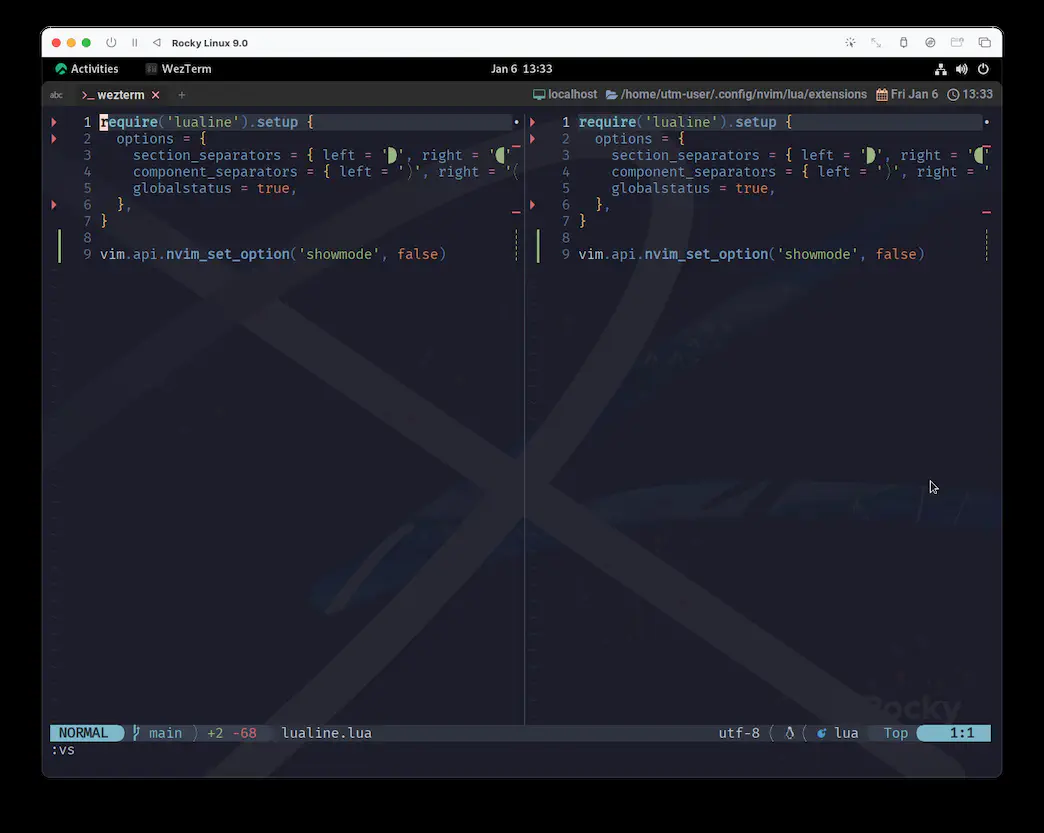 Rocky Linux 9.0
Activities WezTerm Jan 6 13:33
abc >_ wezterm × + localhost /home/utm-user/.config/nvim/lua/extensions Fri Jan 6 13:33
1 require('lualine').setup {
2 options = {
3 section_separators = { left = '', right = ''
4 component_separators = { left = ')', right = '(
5 globalstatus = true,
6 },
7 }
8
9 vim.api.nvim_set_option('showmode', false)
1 require('lualine').setup {
2 options = {
3 section_separators = { left = '', right = ''
4 component_separators = { left = ')', right = '
5 globalstatus = true,
6 },
7 }
8
9 vim.api.nvim_set_option('showmode', false)
Rocky
NORMAL main ) +2 -68 lualine.lua utf-8 ( ( lua Top 1:1
:vs